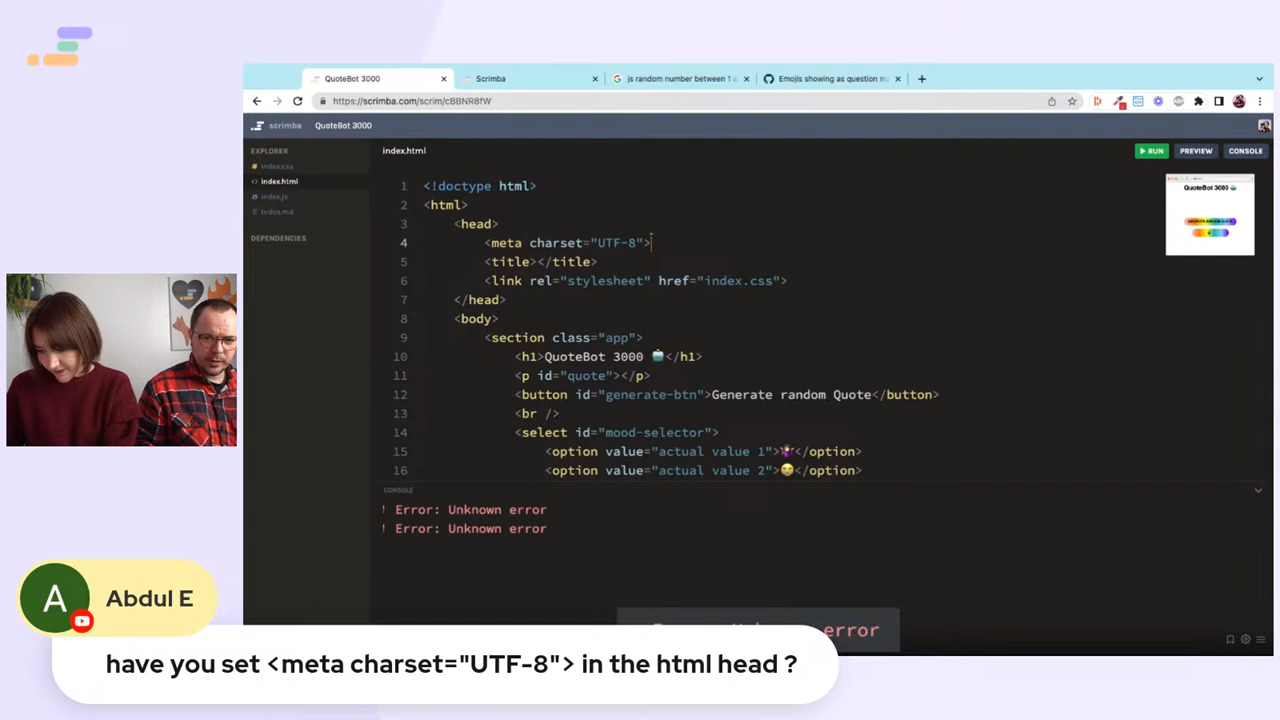 QuoteBot 3000
Scrimba
js random number between 1
Emojis showing as question m
https://scrimba.com/scrim/cBBNR8fW
scrimba QuoteBot 3000
EXPLORER
index.css
index.html
index.js
todos.md
DEPENDENCIES
index.html
RUN PREVIEW CONSOLE
QuoteBot 3000
1 <!doctype html>
2 <html>
3 <head>
4 <meta charset="UTF-8">
5 <title></title>
6 <link rel="stylesheet" href="index.css">
7 </head>
8 <body>
9 <section class="app">
10 <h1>QuoteBot 3000 🤖</h1>
11 <p id="quote"></p>
12 <button id="generate-btn">Generate random Quote</button>
13 <br />
14 <select id="mood-selector">
15 <option value="actual value 1">🤷‍♀️</option>
16 <option value="actual value 2">😭</option>
CONSOLE
! Error: Unknown error
! Error: Unknown error
error
A
Abdul E
have you set <meta charset="UTF-8"> in the html head ?